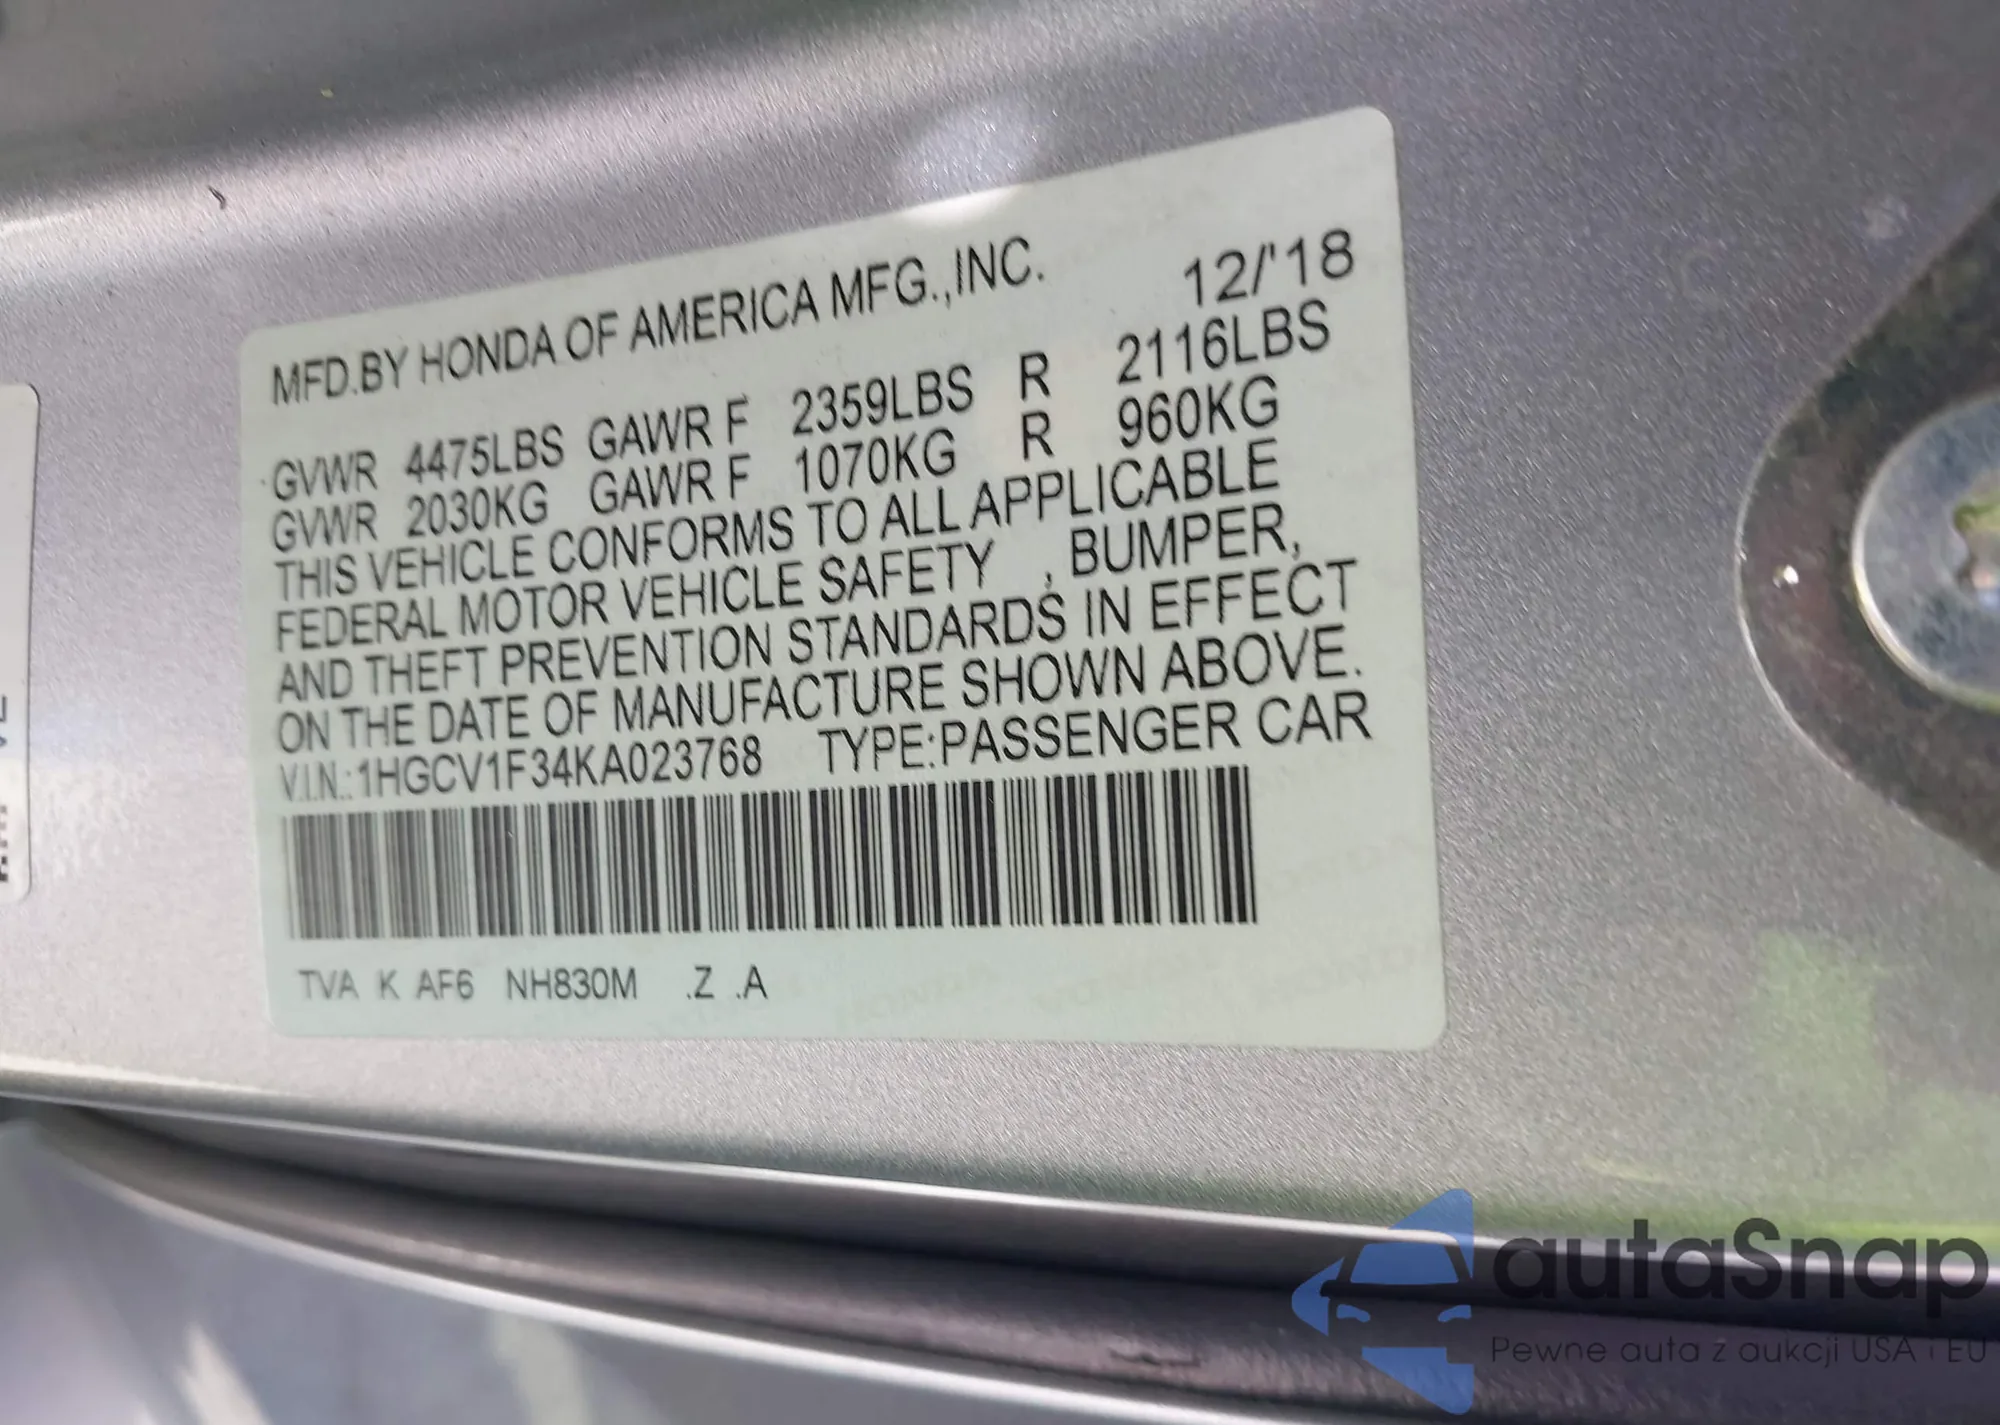 MFD.BY HONDA OF AMERICA MFG.,INC. 12/'18
GVWR 4475LBS GAWR F 2359LBS R 2116LBS
GVWR 2030KG GAWR F 1070KG R 960KG
THIS VEHICLE CONFORMS TO ALL APPLICABLE
FEDERAL MOTOR VEHICLE SAFETY , BUMPER,
AND THEFT PREVENTION STANDARDS IN EFFECT
ON THE DATE OF MANUFACTURE SHOWN ABOVE.
V.I.N.:1HGCV1F34KA023768 TYPE:PASSENGER CAR
TVA K AF6 NH830M .Z .A
autaSnap
Pewne auta z aukcji USA i EU